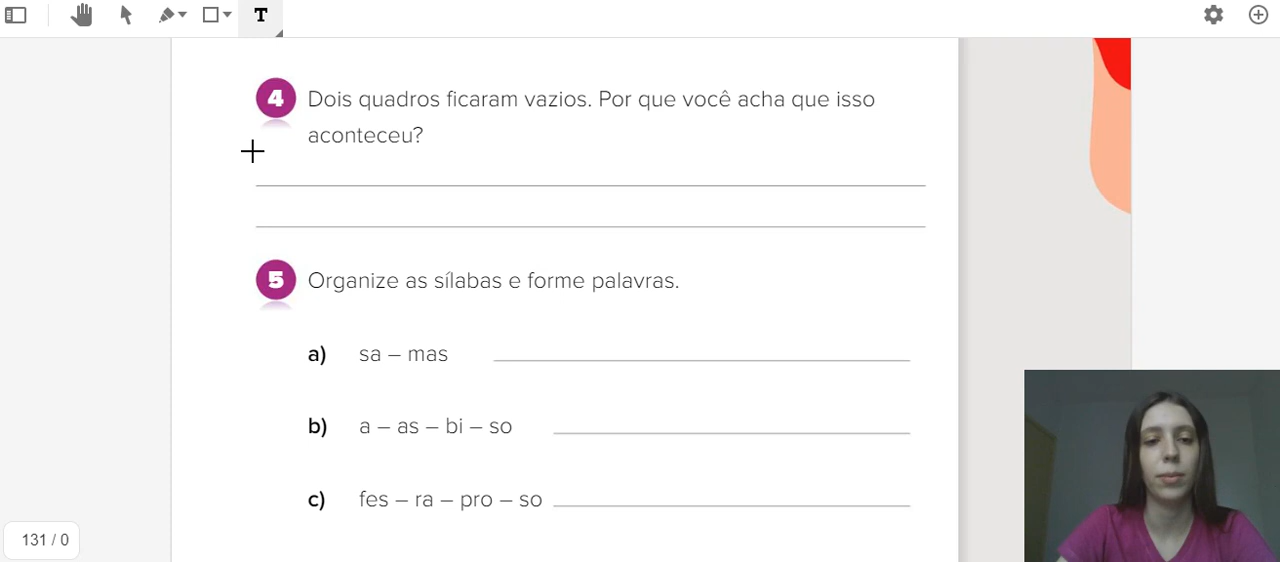 T
4 Dois quadros ficaram vazios. Por que você acha que isso
aconteceu?
5 Organize as sílabas e forme palavras.
a) sa – mas
b) a – as – bi – so
c) fes – ra – pro – so
131 / 0